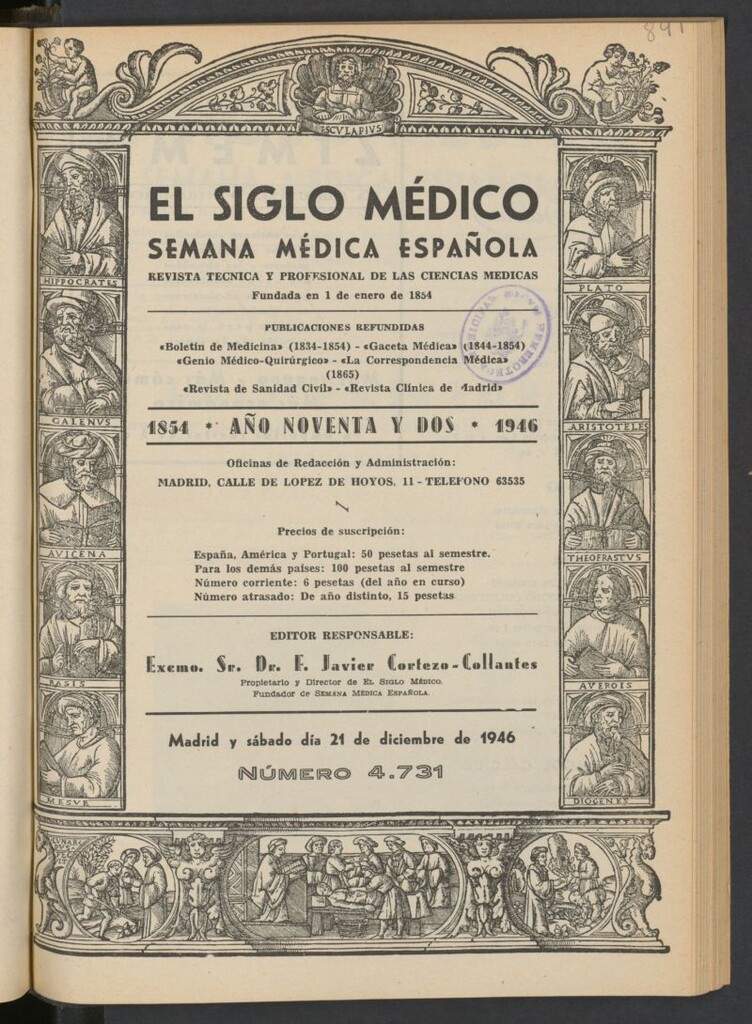 841
ESCVLAPIVS
HIPPOCRATES
GALENVS
AVICENA
RASIS
MESVE
EL SIGLO MÉDICO
SEMANA MÉDICA ESPAÑOLA
REVISTA TECNICA Y PROFESIONAL DE LAS CIENCIAS MEDICAS
Fundada en 1 de enero de 1854
PUBLICACIONES REFUNDIDAS
«Boletín de Medicina» (1834-1854) - «Gaceta Médica» (1844-1854)
«Genio Médico-Quirúrgico» - «La Correspondencia Médica»
(1865)
«Revista de Sanidad Civil» - «Revista Clínica de Madrid»
1854 * AÑO NOVENTA Y DOS * 1946
Oficinas de Redacción y Administración:
MADRID, CALLE DE LOPEZ DE HOYOS, 11 - TELEFONO 63535
Precios de suscripción:
España, América y Portugal: 50 pesetas al semestre.
Para los demás países: 100 pesetas al semestre
Número corriente: 6 pesetas (del año en curso)
Número atrasado: De año distinto, 15 pesetas
EDITOR RESPONSABLE:
Excmo. Sr. Dr. F. Javier Cortezo-Collantes
Propietario y Director de EL SIGLO MÉDICO.
Fundador de SEMANA MÉDICA ESPAÑOLA.
Madrid y sábado día 21 de diciembre de 1946
NÚMERO 4.731
PLATO
ARISTOTELES
THEOFRASTVS
AVEROIS
DIOGENES
HEMEROTECA MUNICIPAL MADRID